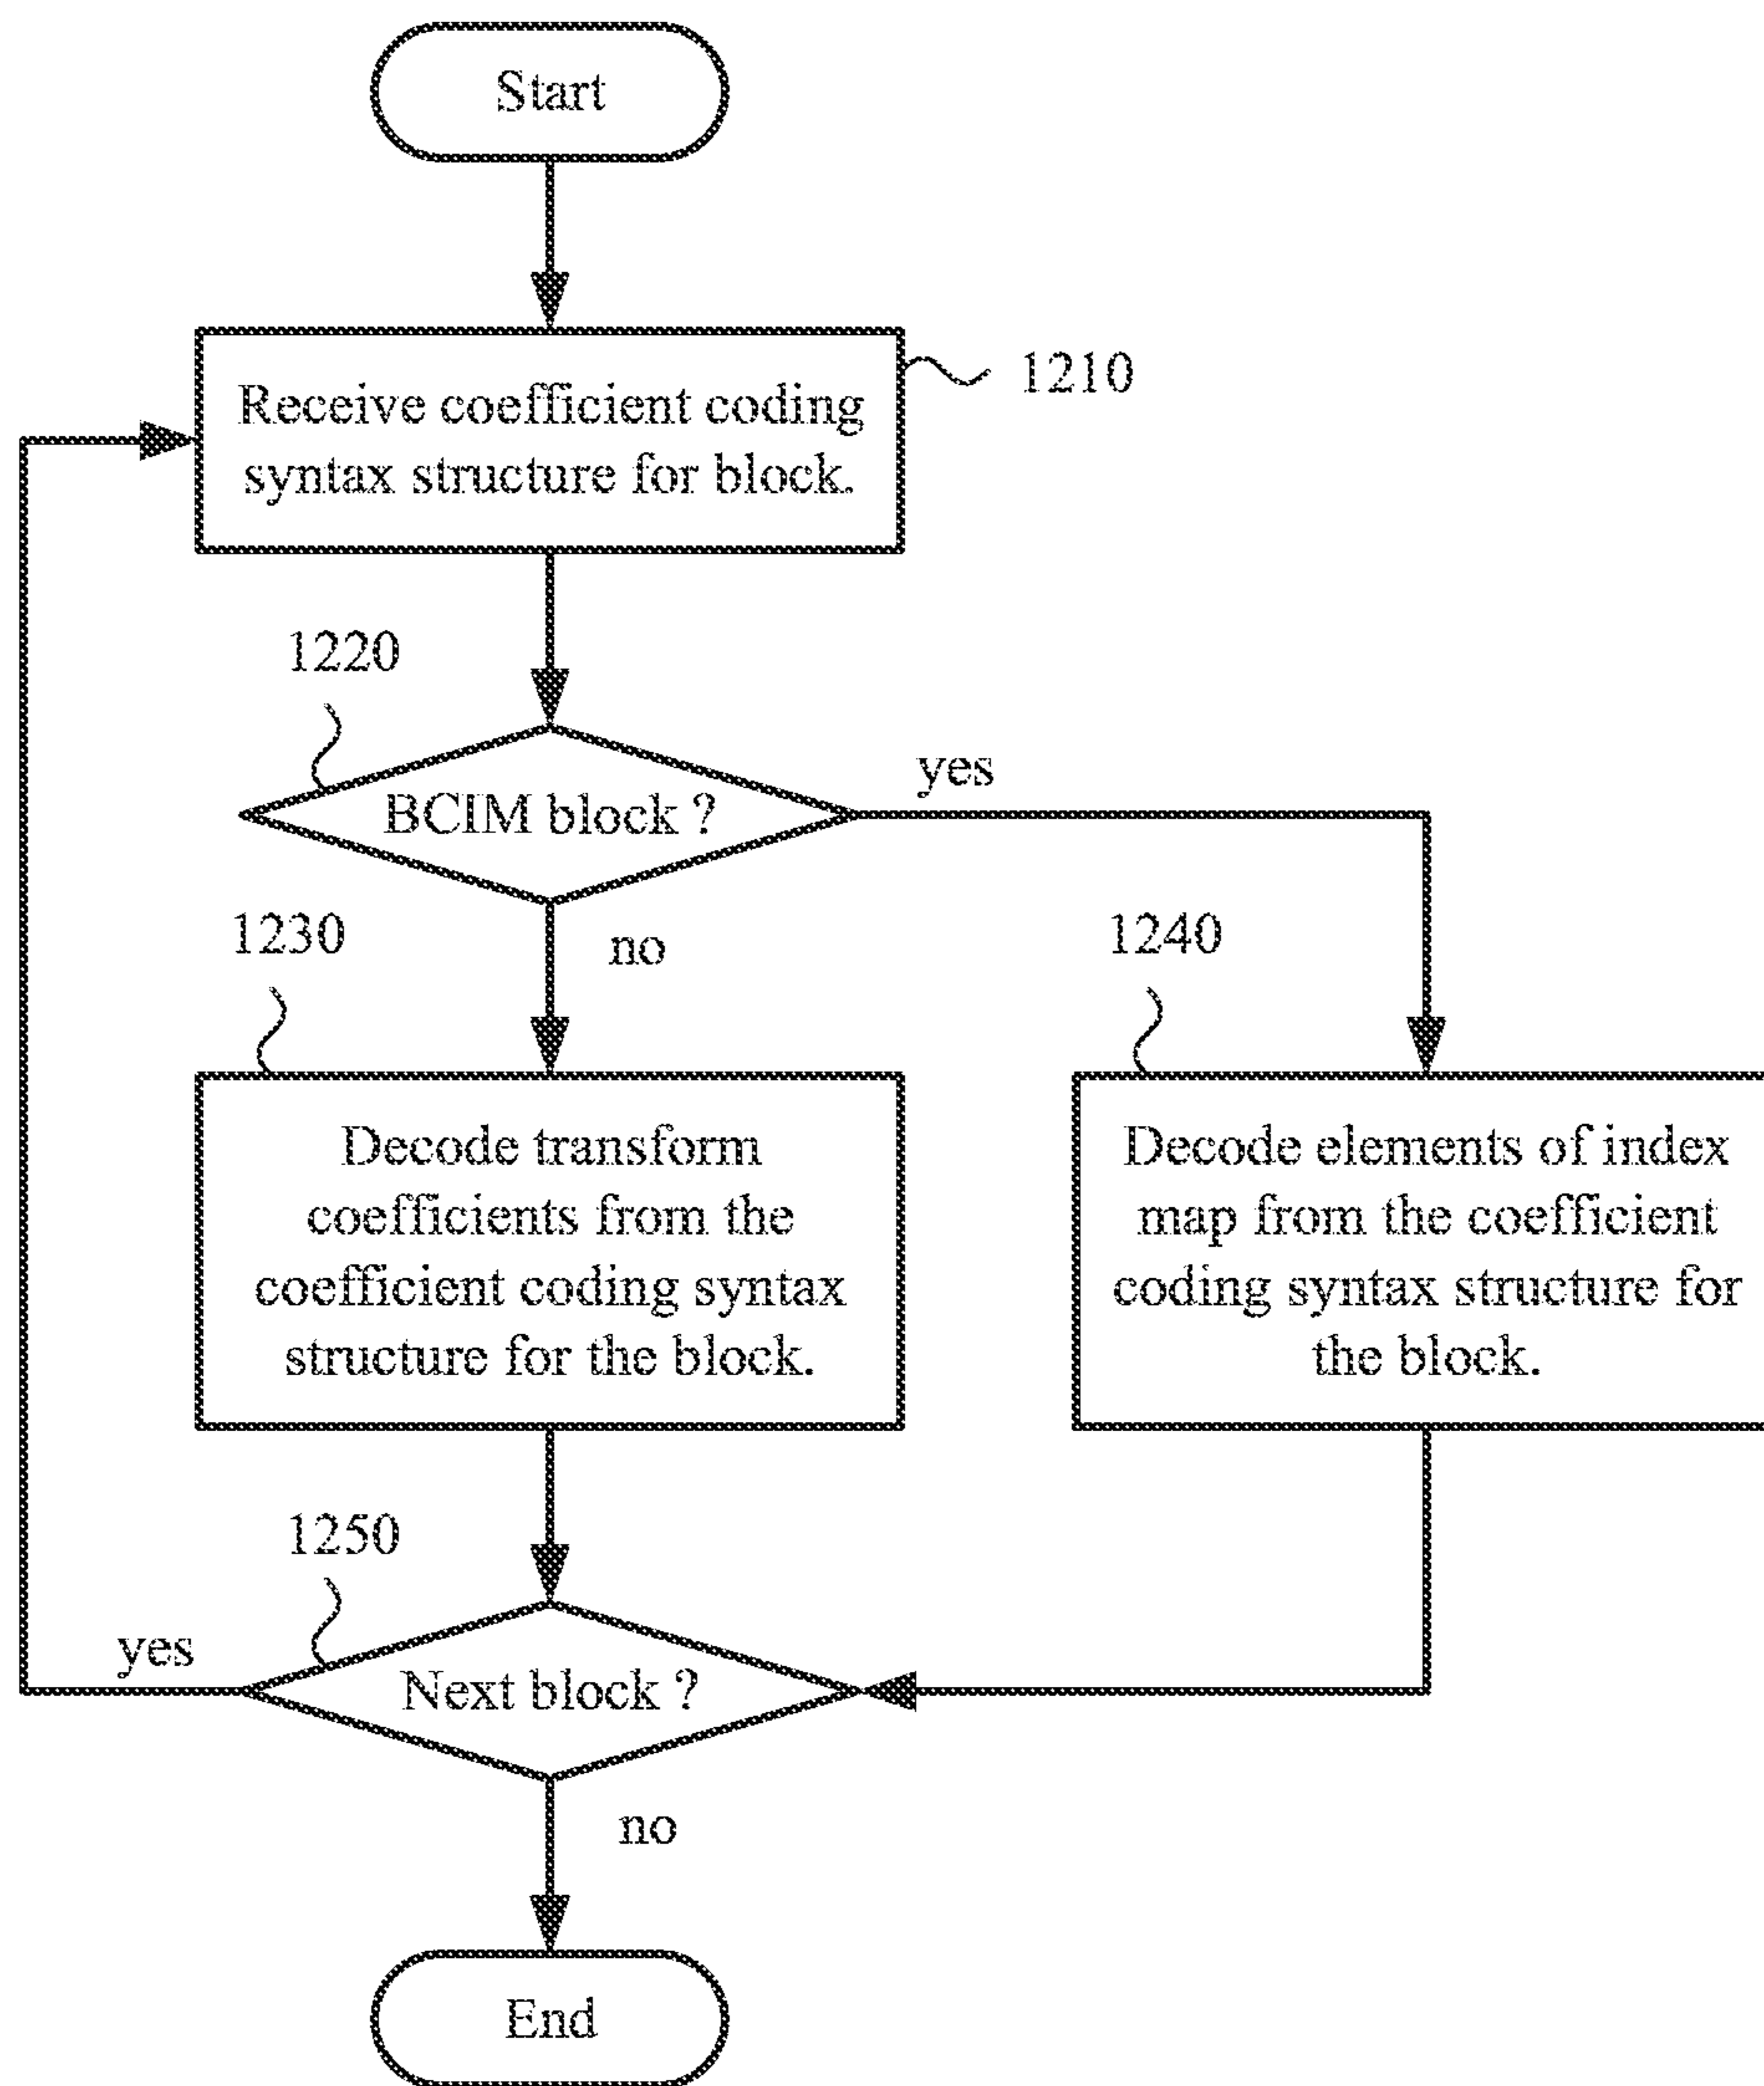 Start
Receive coefficient coding
syntax structure for block.
1210
1220
BCIM block ?
yes
no
1230
Decode transform
coefficients from the
coefficient coding syntax
structure for the block.
1240
Decode elements of index
map from the coefficient
coding syntax structure for
the block.
1250
Next block ?
yes
no
End